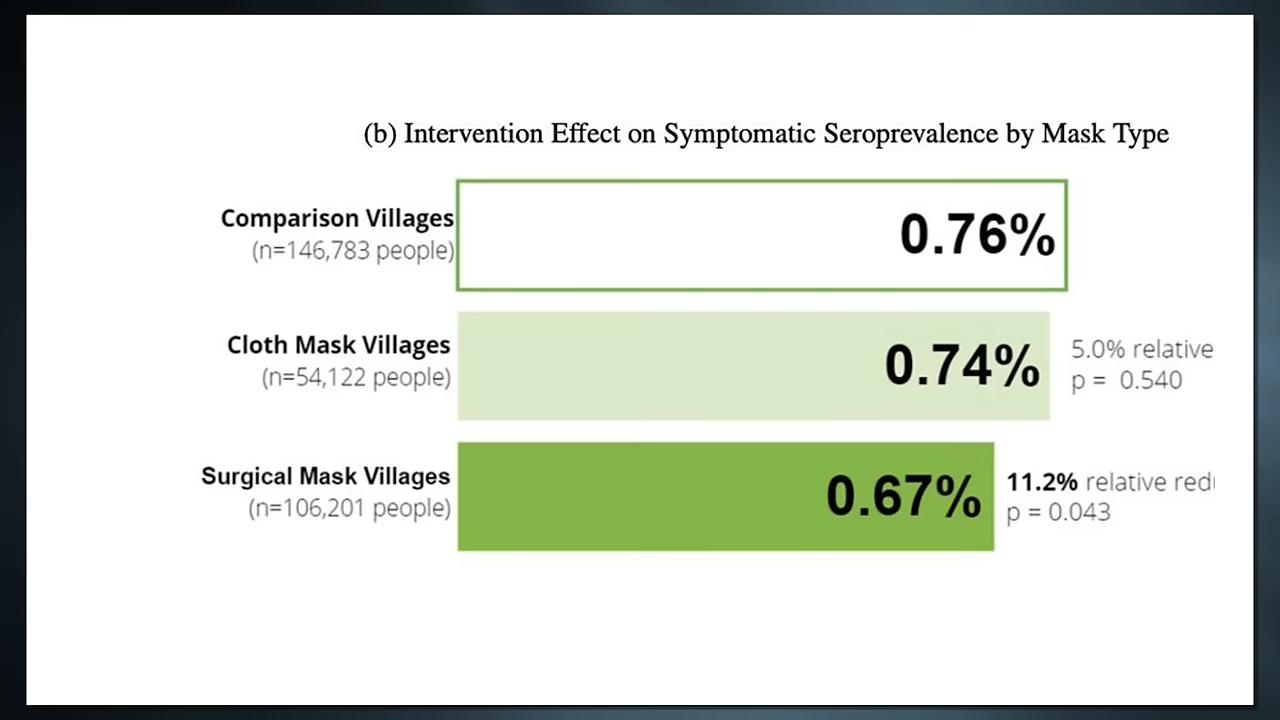 (b) Intervention Effect on Symptomatic Seroprevalence by Mask Type
Comparison Villages
(n=146,783 people)
0.76%
Cloth Mask Villages
(n=54,122 people)
0.74%
5.0% relative
p = 0.540
Surgical Mask Villages
(n=106,201 people)
0.67%
11.2% relative
p = 0.043